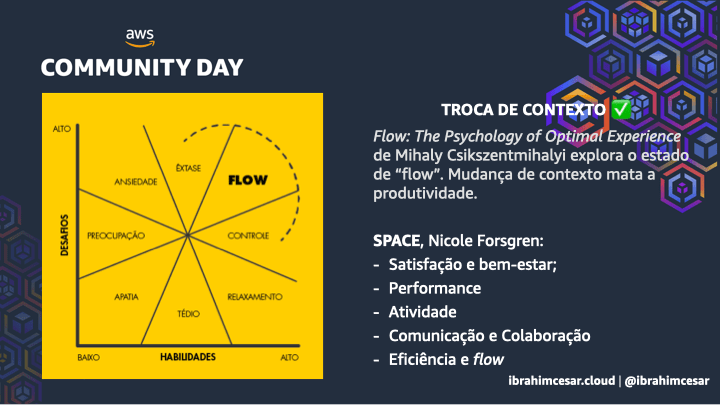 aws
COMMUNITY DAY
ALTO
ÊXTASE
ANSIEDADE
FLOW
DESAFIOS
PREOCUPAÇÃO
CONTROLE
APATIA
RELAXAMENTO
TÉDIO
BAIXO
HABILIDADES
ALTO
TROCA DE CONTEXTO ✅
Flow: The Psychology of Optimal Experience
de Mihaly Csikszentmihalyi explora o estado
de “flow”. Mudança de contexto mata a
produtividade.
SPACE, Nicole Forsgren:
- Satisfação e bem-estar;
- Performance
- Atividade
- Comunicação e Colaboração
- Eficiência e flow
ibrahimcesar.cloud | @ibrahimcesar